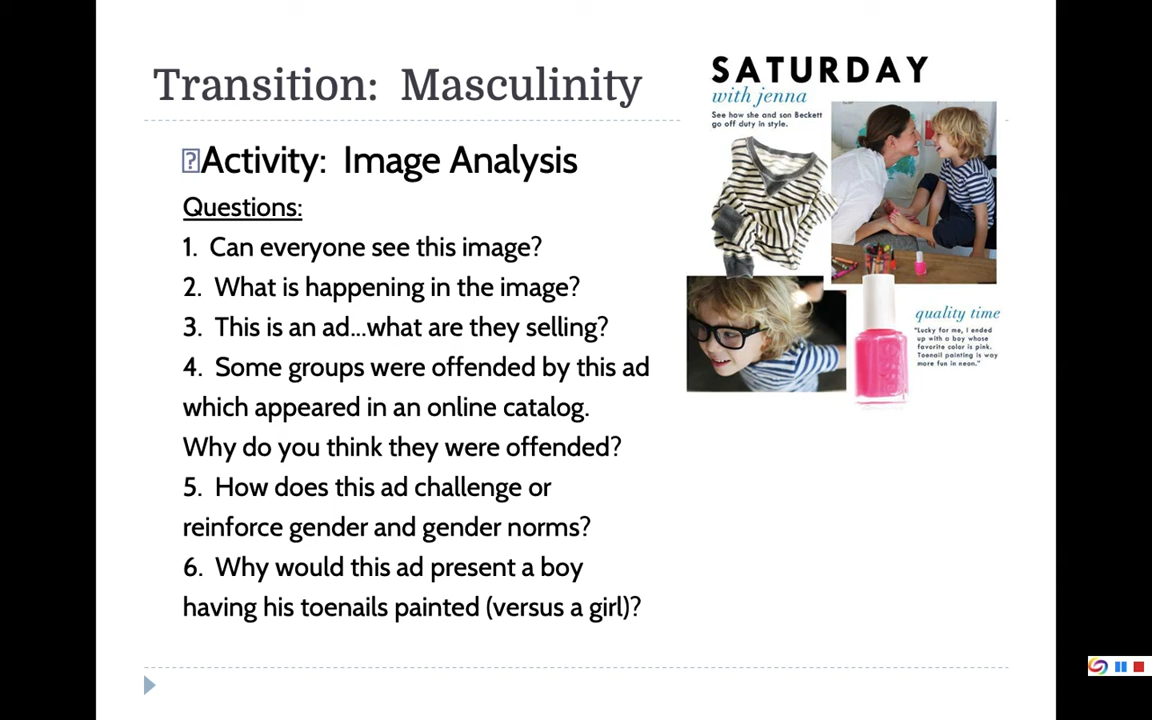 Transition: Masculinity
Activity: Image Analysis
Questions:
1. Can everyone see this image?
2. What is happening in the image?
3. This is an ad...what are they selling?
4. Some groups were offended by this ad
which appeared in an online catalog.
Why do you think they were offended?
5. How does this ad challenge or
reinforce gender and gender norms?
6. Why would this ad present a boy
having his toenails painted (versus a girl)?
SATURDAY
with jenna
See how she and son Beckett
go off duty in style.
quality time
"Lucky for me, I ended
up with a boy whose
favorite color is pink.
Toenail painting is way
more fun in neon."
essie